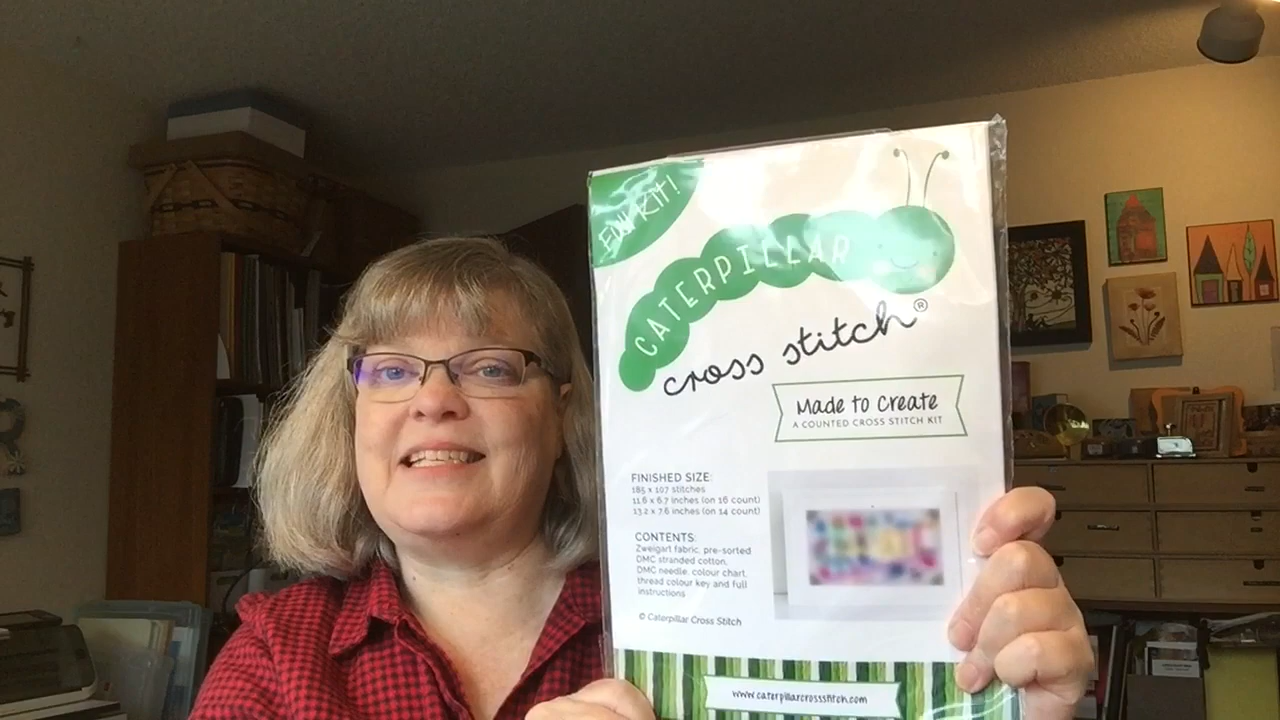 FULL KIT!
CATERPILLAR
cross stitch®
Made to Create
A COUNTED CROSS STITCH KIT
FINISHED SIZE:
185 x 107 stitches
11.6 x 6.7 inches (on 16 count)
13.2 x 7.6 inches (on 14 count)
CONTENTS:
Zweigart fabric, pre-sorted
DMC stranded cotton,
DMC needle, colour chart,
thread colour key and full
instructions
© Caterpillar Cross Stitch
www.caterpillarcrossstitch.com